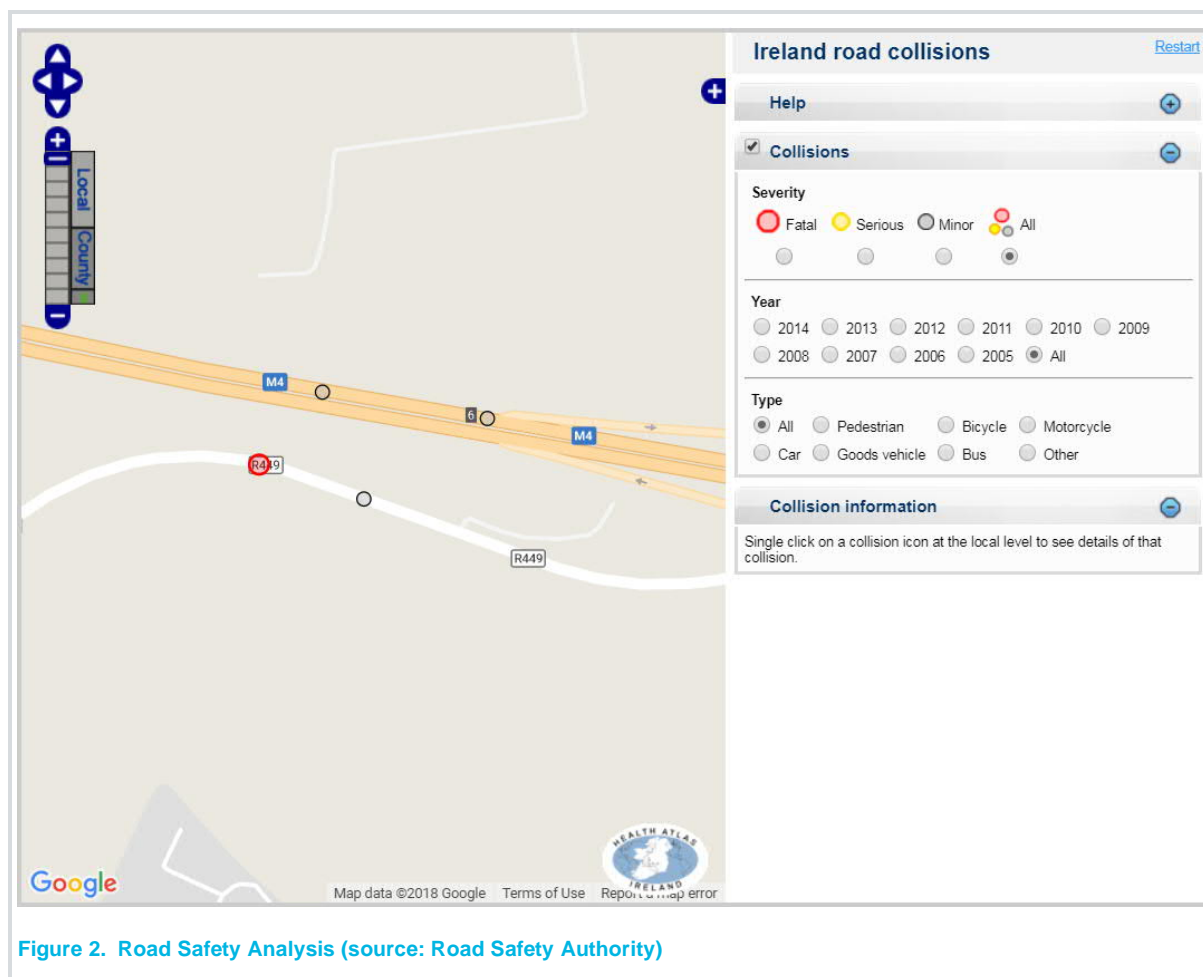 Ireland road collisions
Restart
Help
Collisions
Severity
Fatal Serious Minor All
Year
2014 2013 2012 2011 2010 2009
2008 2007 2006 2005 All
Type
All Pedestrian Bicycle Motorcycle
Car Goods vehicle Bus Other
Collision information
Single click on a collision icon at the local level to see details of that
collision.
Local
County
M4
6
M4
R449
R449
HEALTH ATLAS
IRELAND
Google
Map data ©2018 Google Terms of Use Report a map error
Figure 2. Road Safety Analysis (source: Road Safety Authority)